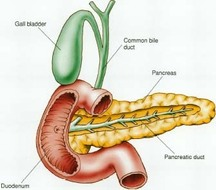 Gall bladder
Common bile
duct
Pancreas
Pancreatic duct
Duodenum